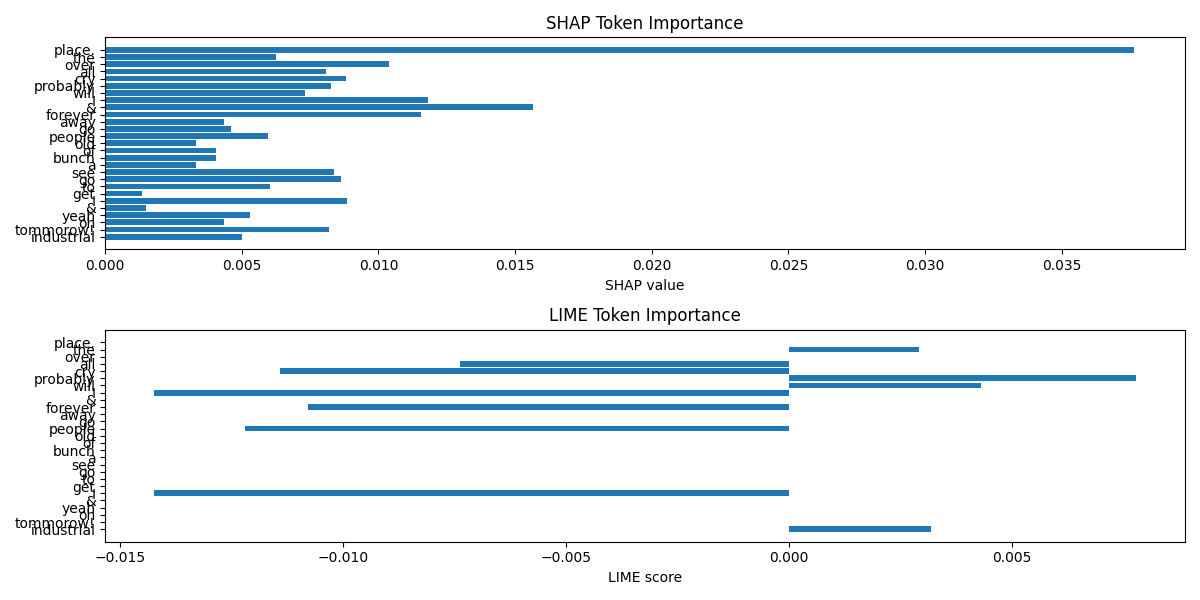 SHAP Token Importance
place,
the
over
all
cry
probably
will
I
&
forever
away
go
people
old
of
bunch
a
see
go
to
get
I
&
yeah
on
tommorow!
industrial
0.000 0.005 0.010 0.015 0.020 0.025 0.030 0.035
SHAP value
LIME Token Importance
place,
the
over
all
cry
probably
will
I
&
forever
away
go
people
old
of
bunch
a
see
go
to
get
I
&
yeah
on
tommorow!
industrial
−0.015 −0.010 −0.005 0.000 0.005
LIME score